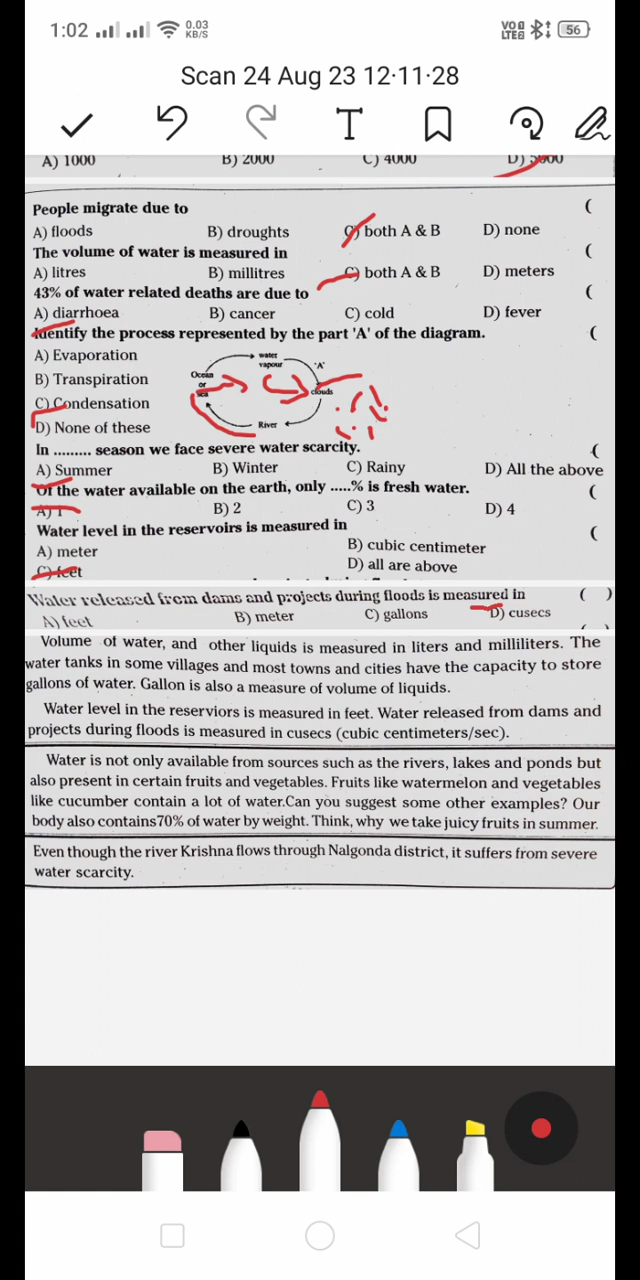 1:02 0.03 KB/S VO LTE 56
Scan 24 Aug 23 12·11·28
T
A) 1000 B) 2000 C) 4000 D) 5000
People migrate due to (
A) floods B) droughts C) both A & B D) none
The volume of water is measured in (
A) litres B) millitres C) both A & B D) meters
43% of water related deaths are due to (
A) diarrhoea B) cancer C) cold D) fever
Identify the process represented by the part 'A' of the diagram. (
A) Evaporation
B) Transpiration
C) Condensation
D) None of these
water vapour
'A'
Ocean or sea
clouds
River
In ......... season we face severe water scarcity. (
A) Summer B) Winter C) Rainy D) All the above
Of the water available on the earth, only .....% is fresh water. (
A) 1 B) 2 C) 3 D) 4
Water level in the reservoirs is measured in (
A) meter B) cubic centimeter
C) feet D) all are above
Water released from dams and projects during floods is measured in ( )
A) feet B) meter C) gallons D) cusecs
Volume of water, and other liquids is measured in liters and milliliters. The
water tanks in some villages and most towns and cities have the capacity to store
gallons of water. Gallon is also a measure of volume of liquids.
Water level in the reserviors is measured in feet. Water released from dams and
projects during floods is measured in cusecs (cubic centimeters/sec).
Water is not only available from sources such as the rivers, lakes and ponds but
also present in certain fruits and vegetables. Fruits like watermelon and vegetables
like cucumber contain a lot of water.Can you suggest some other examples? Our
body also contains70% of water by weight. Think, why we take juicy fruits in summer.
Even though the river Krishna flows through Nalgonda district, it suffers from severe
water scarcity.